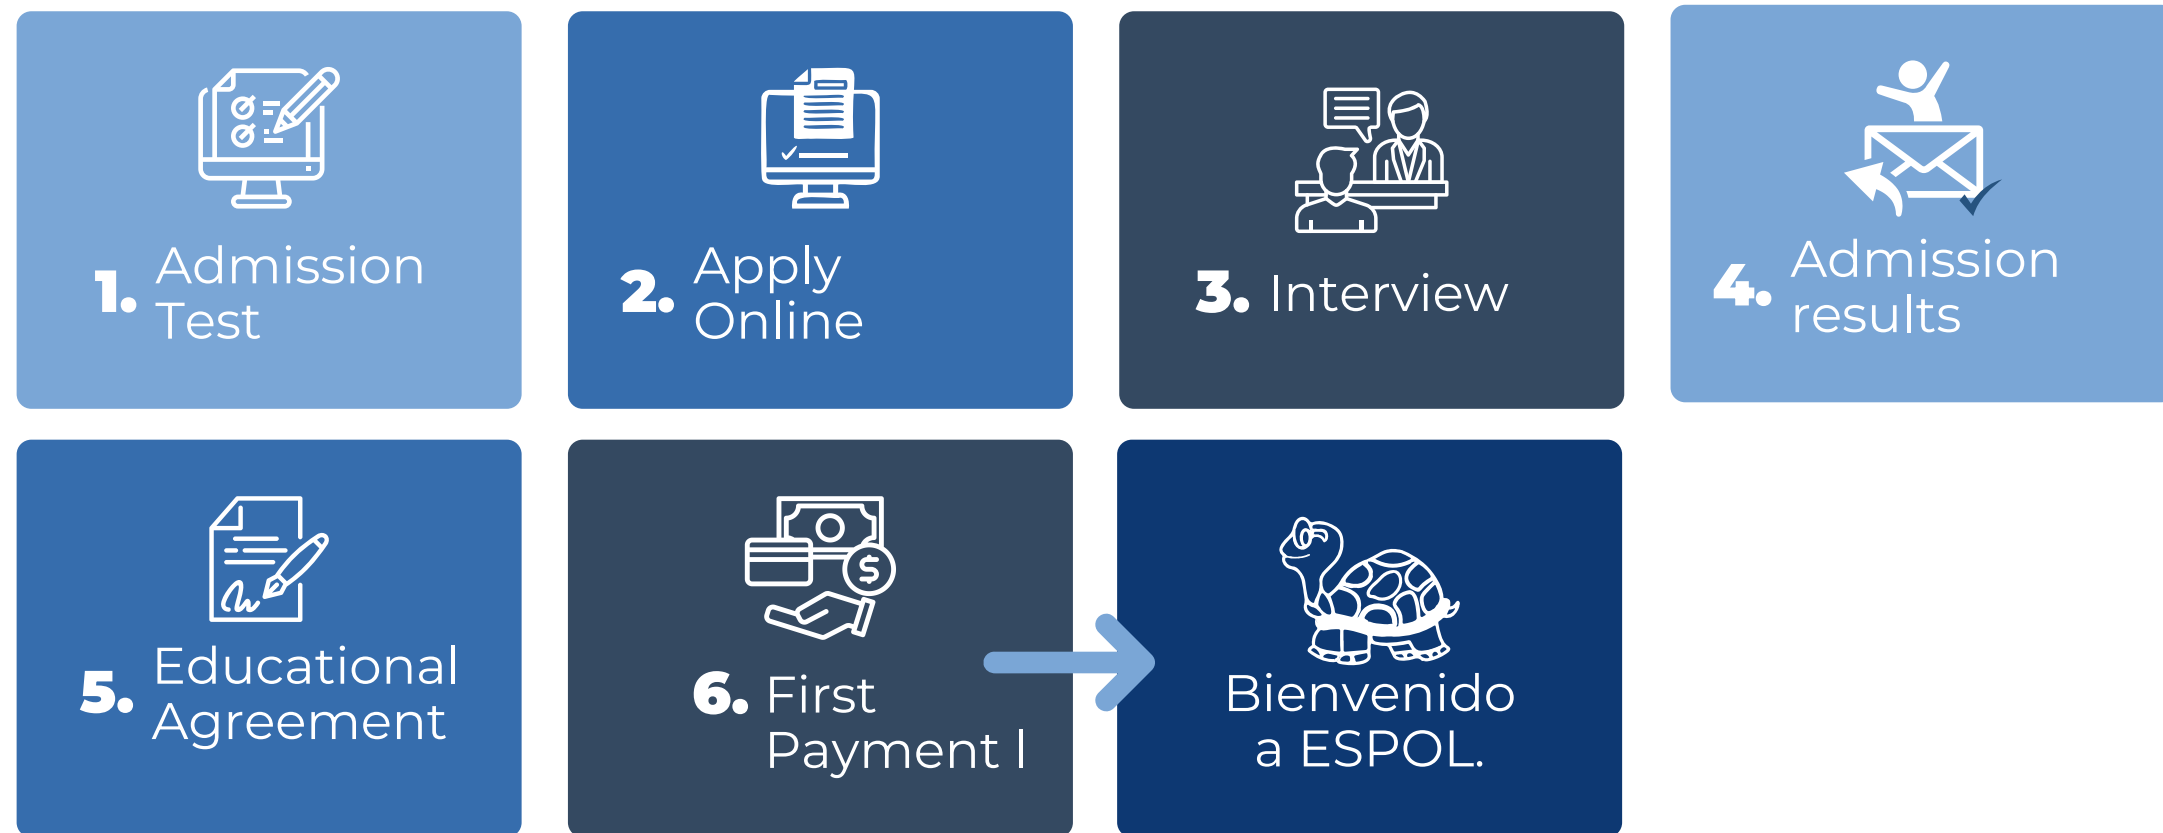 1. Admission
Test
2. Apply
Online
3. Interview
4. Admission
results
5. Educational
Agreement
6. First
Payment l
Bienvenido
a ESPOL.